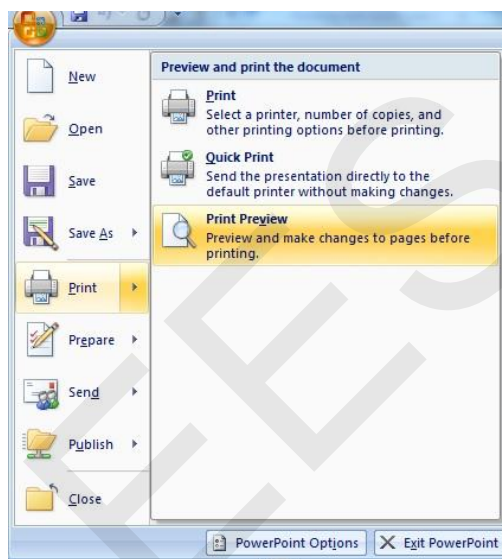 New
Open
Save
Save As
Print
Prepare
Send
Publish
Close
Preview and print the document
Print
Select a printer, number of copies, and
other printing options before printing.
Quick Print
Send the presentation directly to the
default printer without making changes.
Print Preview
Preview and make changes to pages before
printing.
PowerPoint Options
Exit PowerPoint